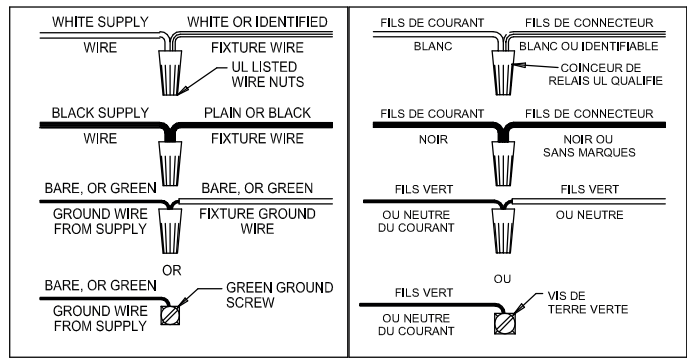 WHITE SUPPLY WHITE OR IDENTIFIED
WIRE FIXTURE WIRE
UL LISTED
WIRE NUTS
BLACK SUPPLY PLAIN OR BLACK
WIRE FIXTURE WIRE
BARE, OR GREEN BARE, OR GREEN
GROUND WIRE FIXTURE GROUND
FROM SUPPLY WIRE
OR
BARE, OR GREEN GREEN GROUND
SCREW
GROUND WIRE
FROM SUPPLY
FILS DE COURANT FILS DE CONNECTEUR
BLANC BLANC OU IDENTIFIABLE
COINCEUR DE
RELAIS UL QUALIFIE
FILS DE COURANT FILS DE CONNECTEUR
NOIR NOIR OU
SANS MARQUES
FILS VERT FILS VERT
OU NEUTRE OU NEUTRE
DU COURANT
OU
FILS VERT VIS DE
TERRE VERTE
OU NEUTRE
DU COURANT